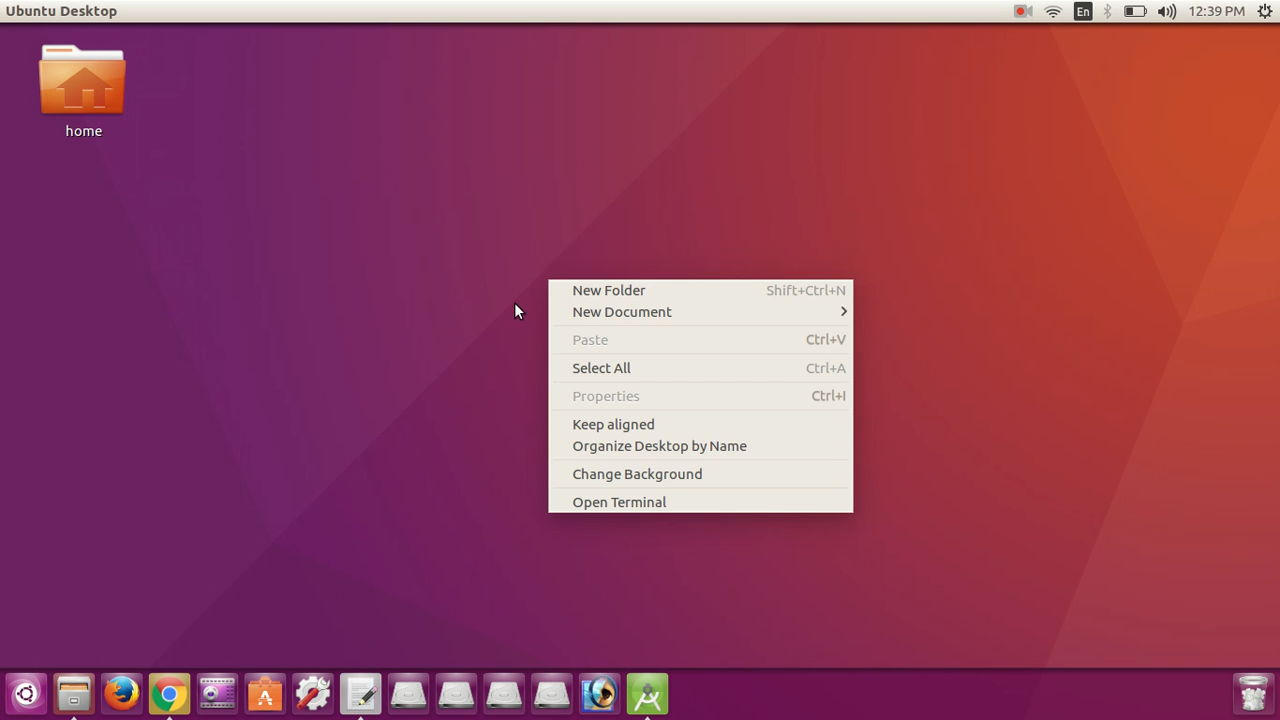 Ubuntu Desktop
En
12:39 PM
home
New Folder Shift+Ctrl+N
New Document
Paste Ctrl+V
Select All Ctrl+A
Properties Ctrl+I
Keep aligned
Organize Desktop by Name
Change Background
Open Terminal